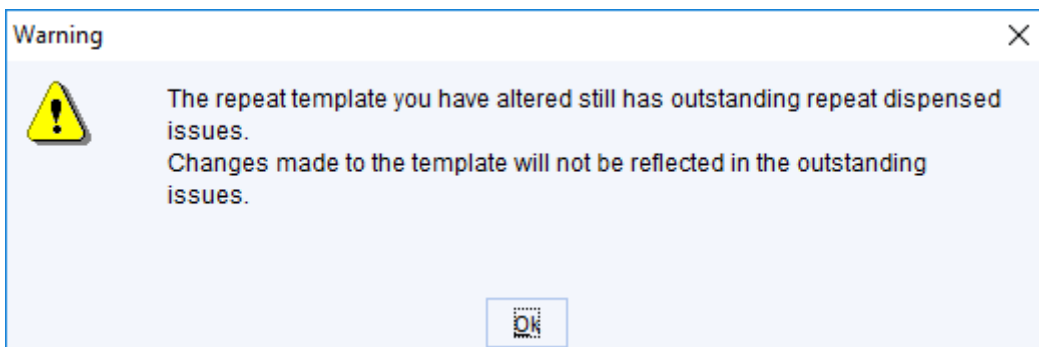 Warning
The repeat template you have altered still has outstanding repeat dispensed
issues.
Changes made to the template will not be reflected in the outstanding
issues.
Ok